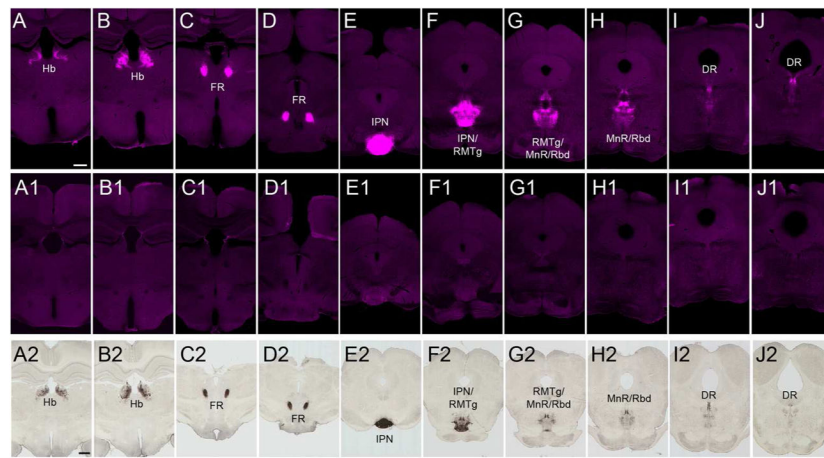 A B C D E F G H I J
Hb Hb FR FR IPN IPN/ RMTg RMTg/ MnR/Rbd MnR/Rbd DR DR
A1 B1 C1 D1 E1 F1 G1 H1 I1 J1
A2 B2 C2 D2 E2 F2 G2 H2 I2 J2
Hb Hb FR FR IPN IPN/ RMTg RMTg/ MnR/Rbd MnR/Rbd DR DR